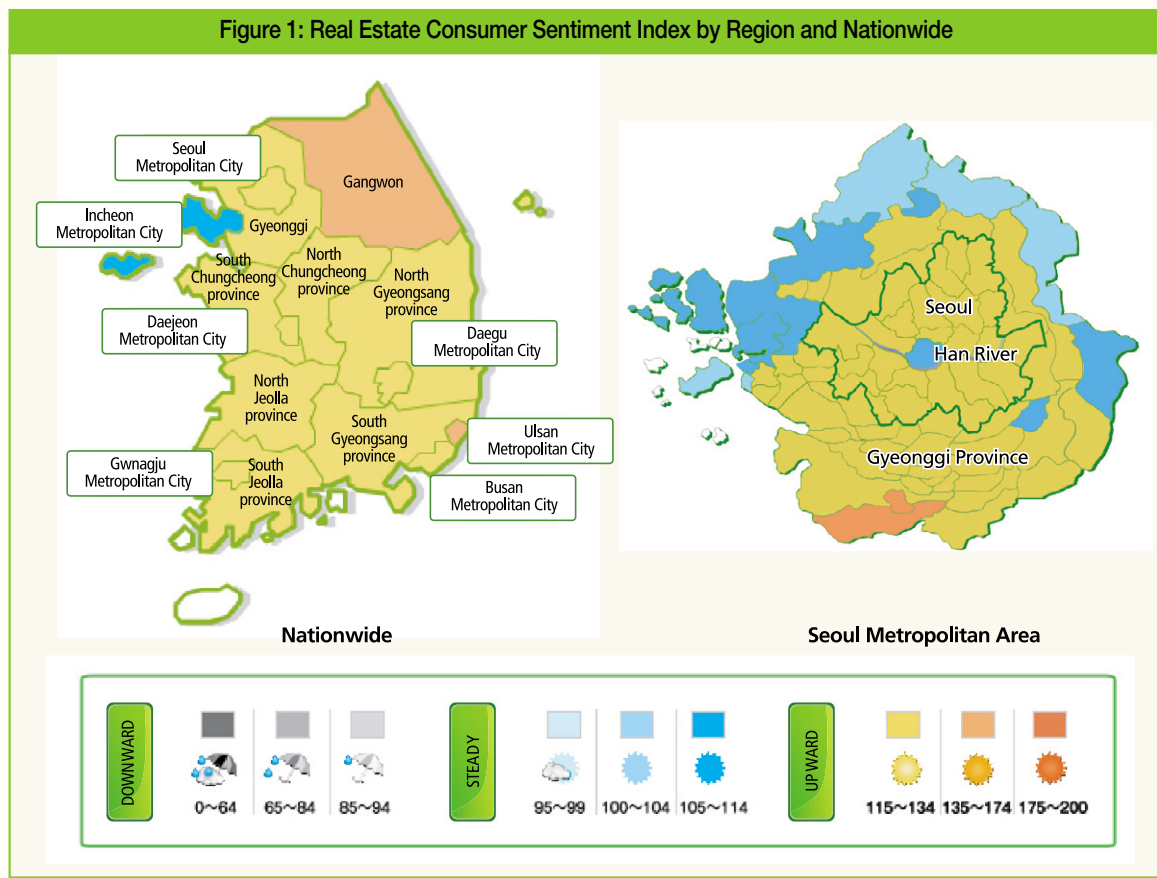 Figure 1: Real Estate Consumer Sentiment Index by Region and Nationwide
Seoul
Metropolitan City
Gangwon
Incheon
Metropolitan City
Gyeonggi
South
Chungcheong
province
North
Chungcheong
province
North
Gyeongsang
province
Daejeon
Metropolitan City
Daegu
Metropolitan City
North
Jeolla
province
South
Gyeongsang
province
Ulsan
Metropolitan City
Gwnagju
Metropolitan City
South
Jeolla
province
Busan
Metropolitan City
Nationwide
Seoul
Han River
Gyeonggi Province
Seoul Metropolitan Area
DOWNWARD
0~64
65~84
85~94
STEADY
95~99
100~104
105~114
UPWARD
115~134
135~174
175~200